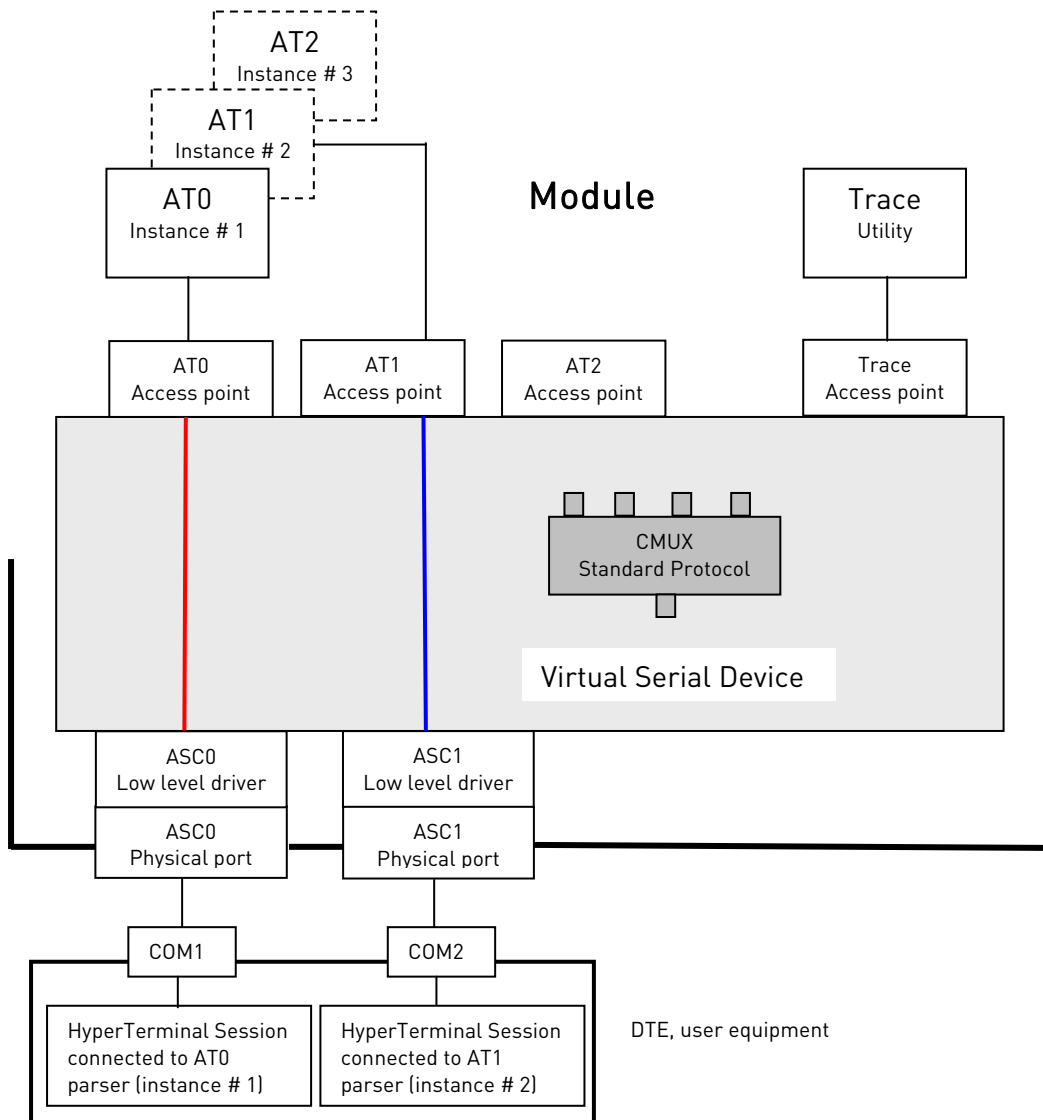 AT2
Instance # 3
AT1
Instance # 2
AT0
Instance # 1
Module
Trace
Utility
AT0
Access point
AT1
Access point
AT2
Access point
Trace
Access point
CMUX
Standard Protocol
Virtual Serial Device
ASC0
Low level driver
ASC1
Low level driver
ASC0
Physical port
ASC1
Physical port
COM1
COM2
HyperTerminal Session
connected to AT0
parser (instance # 1)
HyperTerminal Session
connected to AT1
parser (instance # 2)
DTE, user equipment